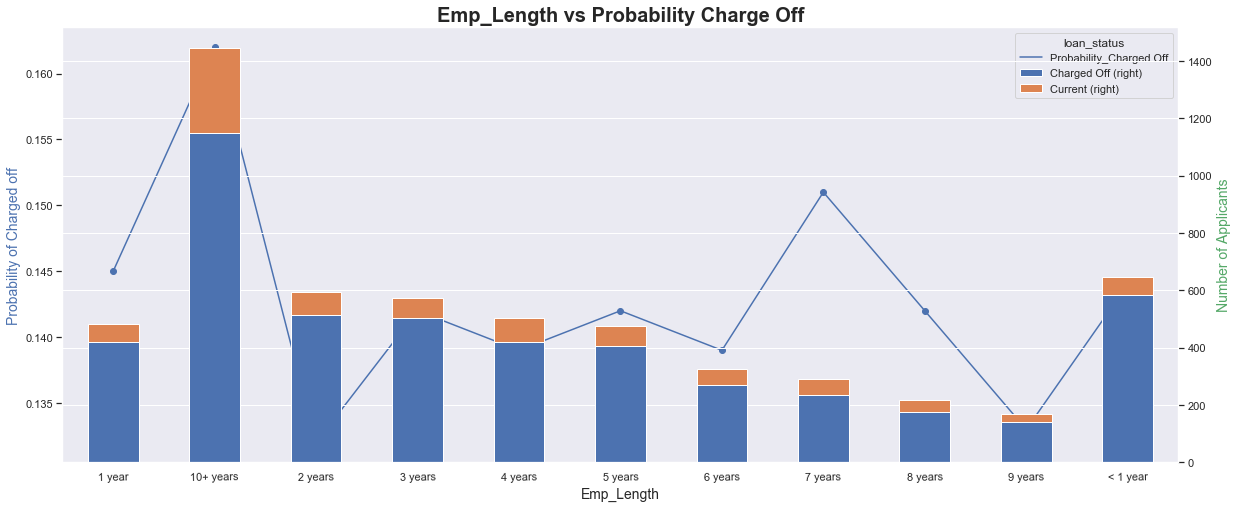 Emp_Length vs Probability Charge Off
loan_status
Probability_Charged Off
Charged Off (right)
Current (right)
0.160
0.155
0.150
0.145
0.140
0.135
Probability of Charged off
1400
1200
1000
800
600
400
200
0
Number of Applicants
1 year 10+ years 2 years 3 years 4 years 5 years 6 years 7 years 8 years 9 years < 1 year
Emp_Length